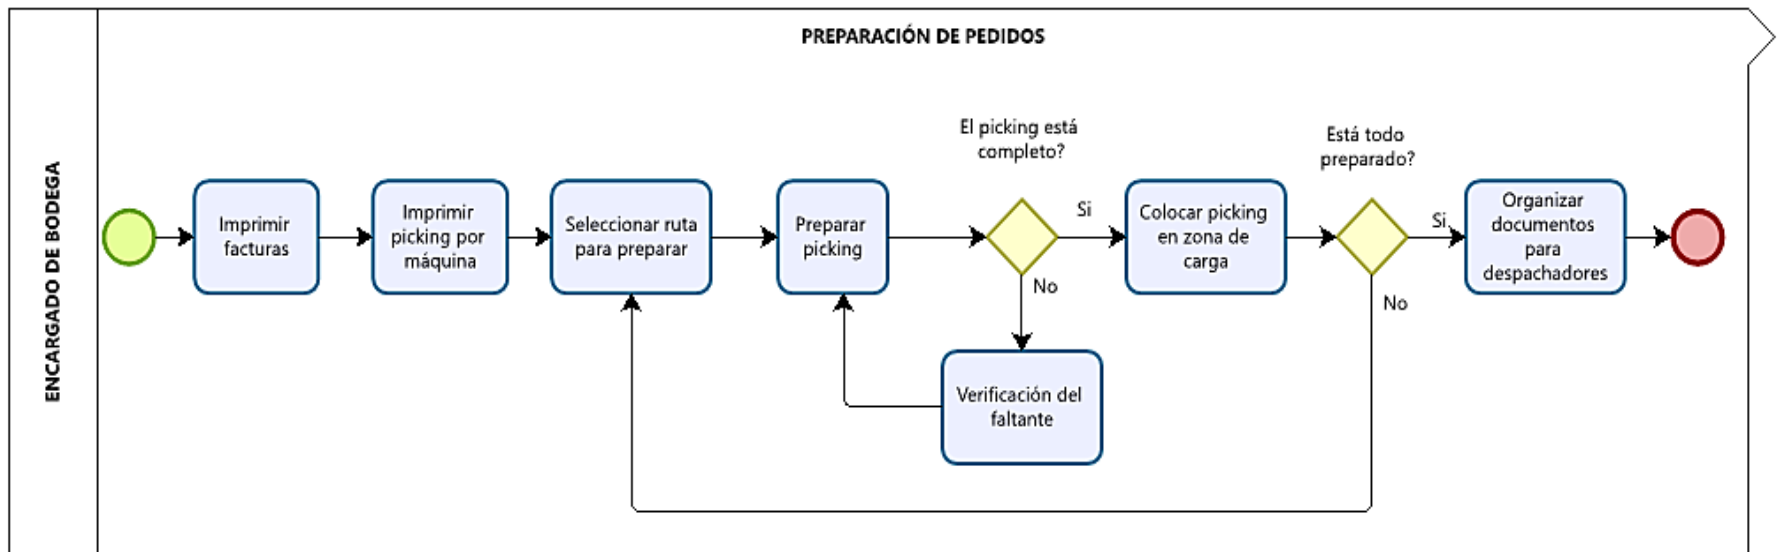 PREPARACIÓN DE PEDIDOS
ENCARGADO DE BODEGA
Imprimir
facturas
Imprimir
picking por
máquina
Seleccionar ruta
para preparar
Preparar
picking
El picking está
completo?
Si
No
Verificación del
faltante
Colocar picking
en zona de
carga
Está todo
preparado?
Si
No
Organizar
documentos
para
despachadores